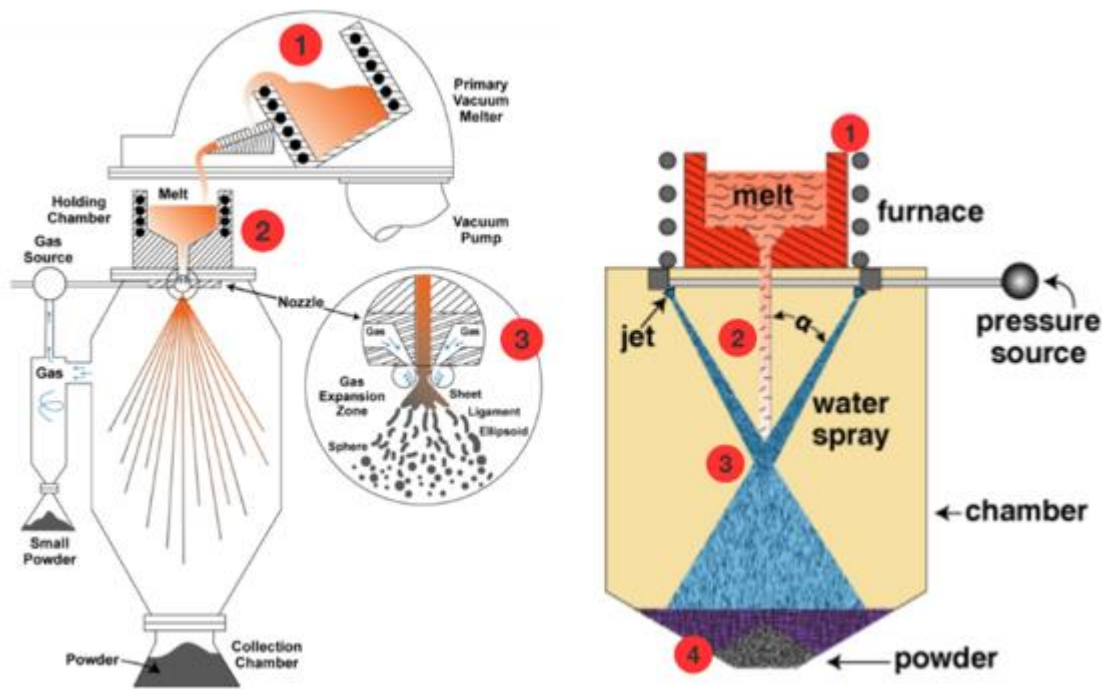 1
Primary
Vacuum
Melter
Melt
Holding
Chamber
2
Vacuum
Pump
Gas
Source
Nozzle
3
Gas
Gas
Gas
Gas
Expansion
Zone
Sheet
Ligament
Ellipsoid
Sphere
Small
Powder
Powder
Collection
Chamber
1
melt
furnace
jet
2
α
pressure
source
water
spray
3
chamber
4
powder